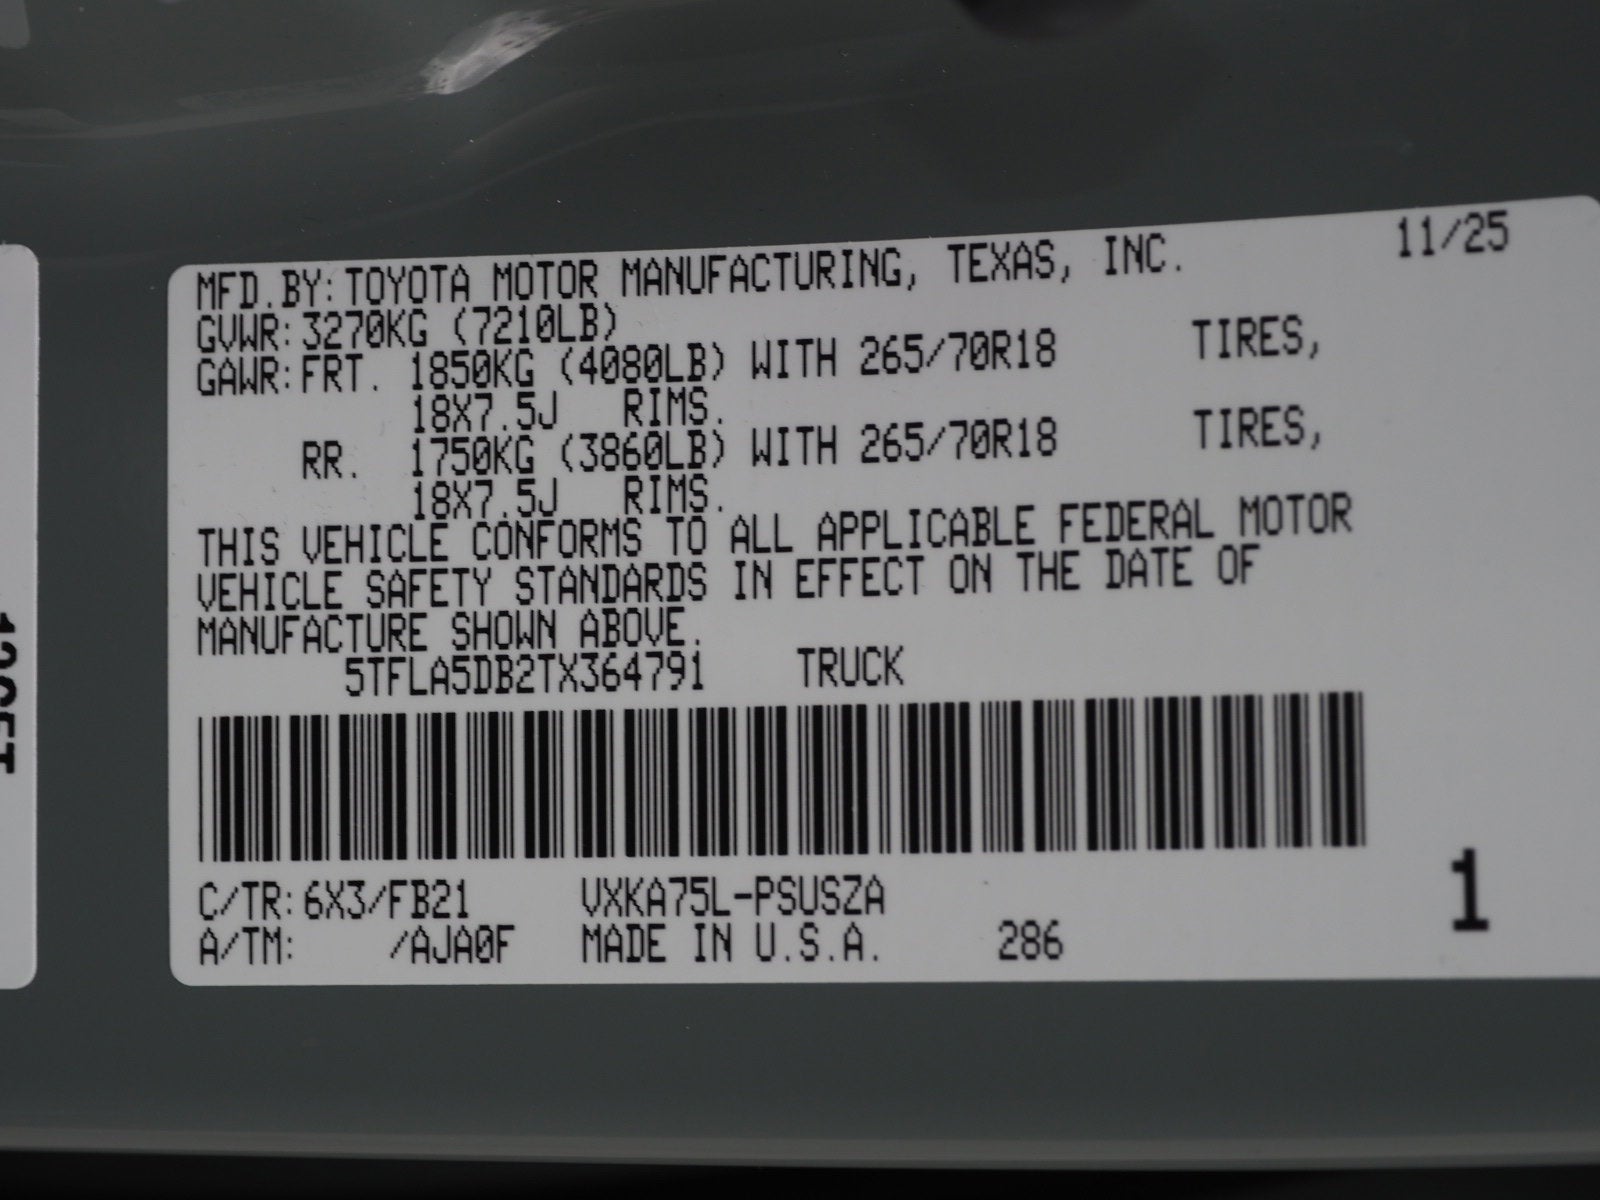 MFD.BY:TOYOTA MOTOR MANUFACTURING, TEXAS, INC. 11/25
GVWR:3270KG (7210LB)
GAWR:FRT. 1850KG (4080LB) WITH 265/70R18 TIRES,
18X7.5J RIMS.
RR. 1750KG (3860LB) WITH 265/70R18 TIRES,
18X7.5J RIMS.
THIS VEHICLE CONFORMS TO ALL APPLICABLE FEDERAL MOTOR
VEHICLE SAFETY STANDARDS IN EFFECT ON THE DATE OF
MANUFACTURE SHOWN ABOVE.
5TFLA5DB2TX364791 TRUCK
C/TR:6X3/FB21 VXKA75L-PSUSZA
A/TM: /AJA0F MADE IN U.S.A. 286
1